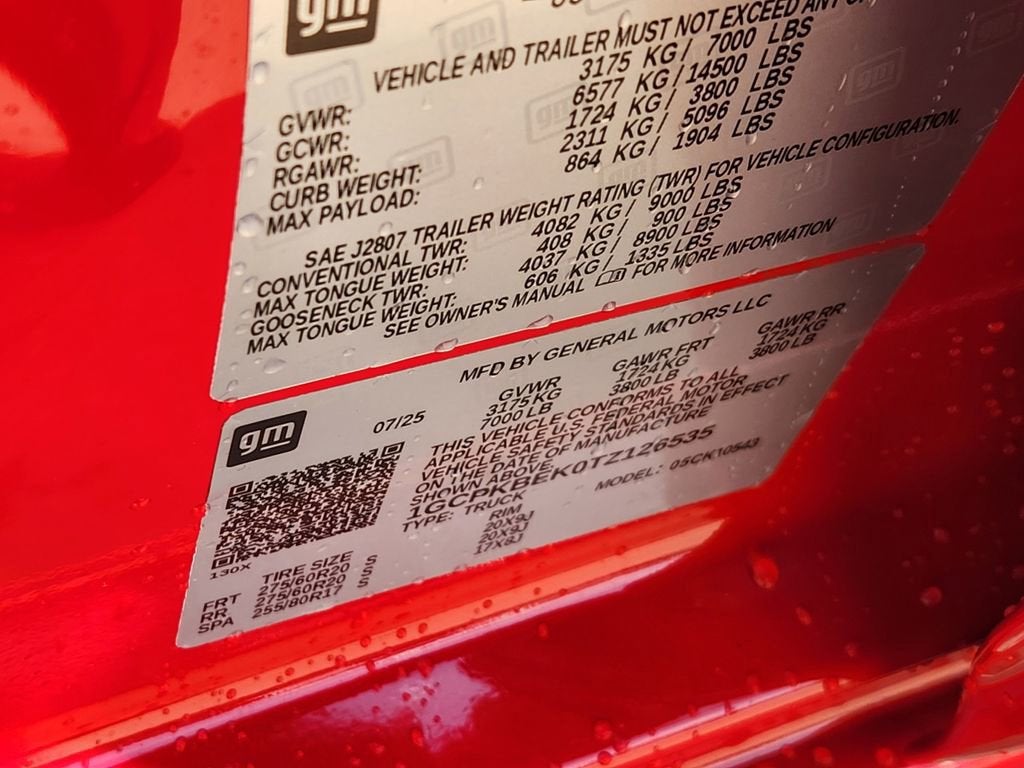 gm
VEHICLE AND TRAILER MUST NOT EXCEED ANY
GVWR: 3175 KG / 7000 LBS
GCWR: 6577 KG / 14500 LBS
RGAWR: 1724 KG / 3800 LBS
CURB WEIGHT: 2311 KG / 5096 LBS
MAX PAYLOAD: 864 KG / 1904 LBS
SAE J2807 TRAILER WEIGHT RATING (TWR) FOR VEHICLE CONFIGURATION.
CONVENTIONAL TWR: 4082 KG / 9000 LBS
MAX TONGUE WEIGHT: 408 KG / 900 LBS
GOOSENECK TWR: 4037 KG / 8900 LBS
MAX TONGUE WEIGHT: 606 KG / 1335 LBS
SEE OWNER'S MANUAL FOR MORE INFORMATION
MFD BY GENERAL MOTORS LLC
gm
07/25
GVWR GAWR FRT GAWR RR
3175 KG 1724 KG 1724 KG
7000 LB 3800 LB 3800 LB
THIS VEHICLE CONFORMS TO ALL
APPLICABLE U.S. FEDERAL MOTOR
VEHICLE SAFETY STANDARDS IN EFFECT
ON THE DATE OF MANUFACTURE
SHOWN ABOVE.
1GCPKBEK0TZ126535
TYPE: TRUCK MODEL: 05CK10543
130X
TIRE SIZE RIM
FRT 275/60R20 S 20X9J
RR 275/60R20 S 20X9J
SPA 255/80R17 S 17X8J